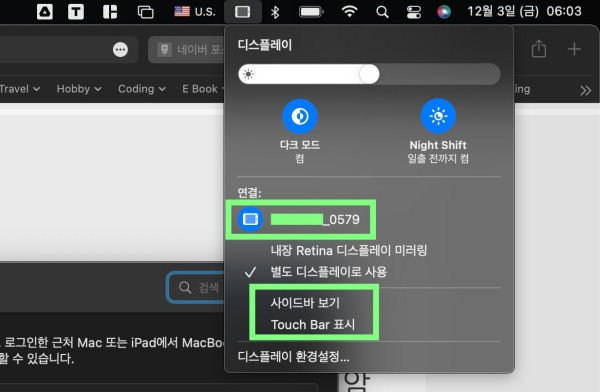 U.S.
12월 3일 (금) 06:03
디스플레이
네이버 포
Travel
Hobby
Coding
E Book
ing
다크 모드
켬
Night Shift
일출 전까지 켬
연결:
_0579
내장 Retina 디스플레이 미러링
✓ 별도 디스플레이로 사용
검색
사이드바 보기
Touch Bar 표시
로그인한 근처 Mac 또는 iPad에서 MacBo
할 수 있습니다.
디스플레이 환경설정...
암